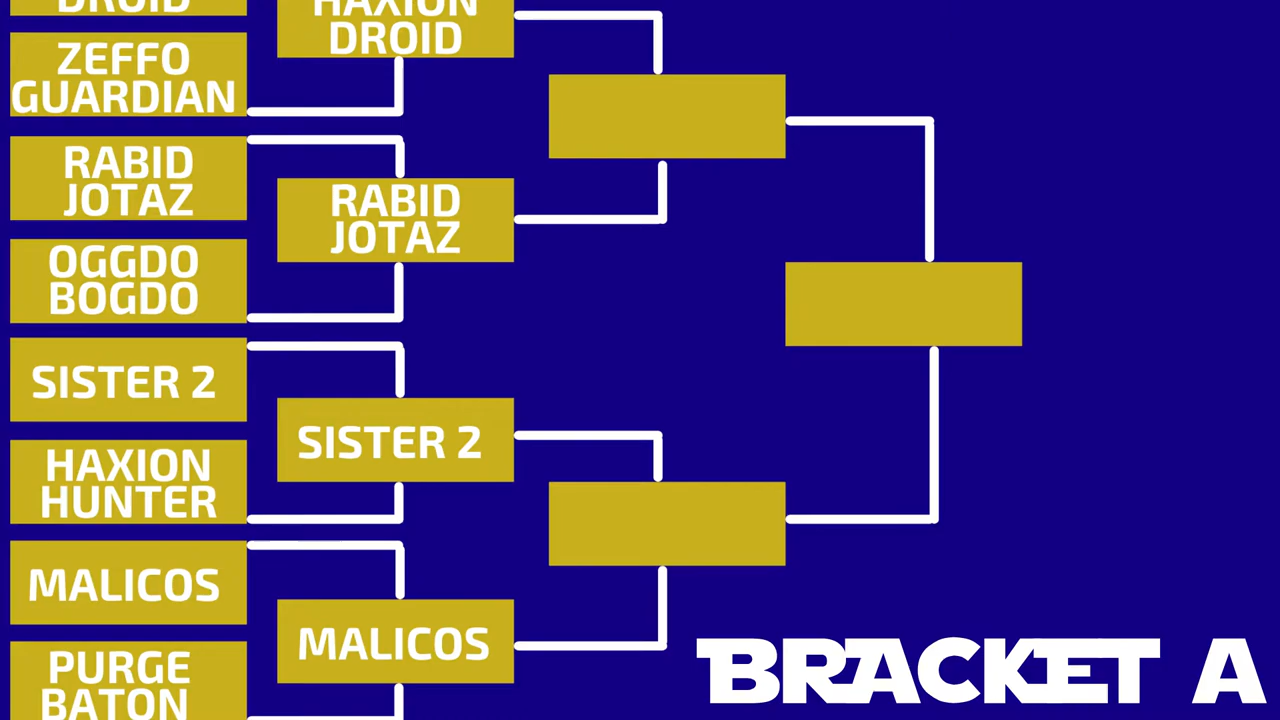 DROID
ZEFFO
GUARDIAN
RABID
JOTAZ
OGGDO
BOGDO
SISTER 2
HAXION
HUNTER
MALICOS
PURGE
BATON
HAXION
DROID
RABID
JOTAZ
SISTER 2
MALICOS
BRACKET A